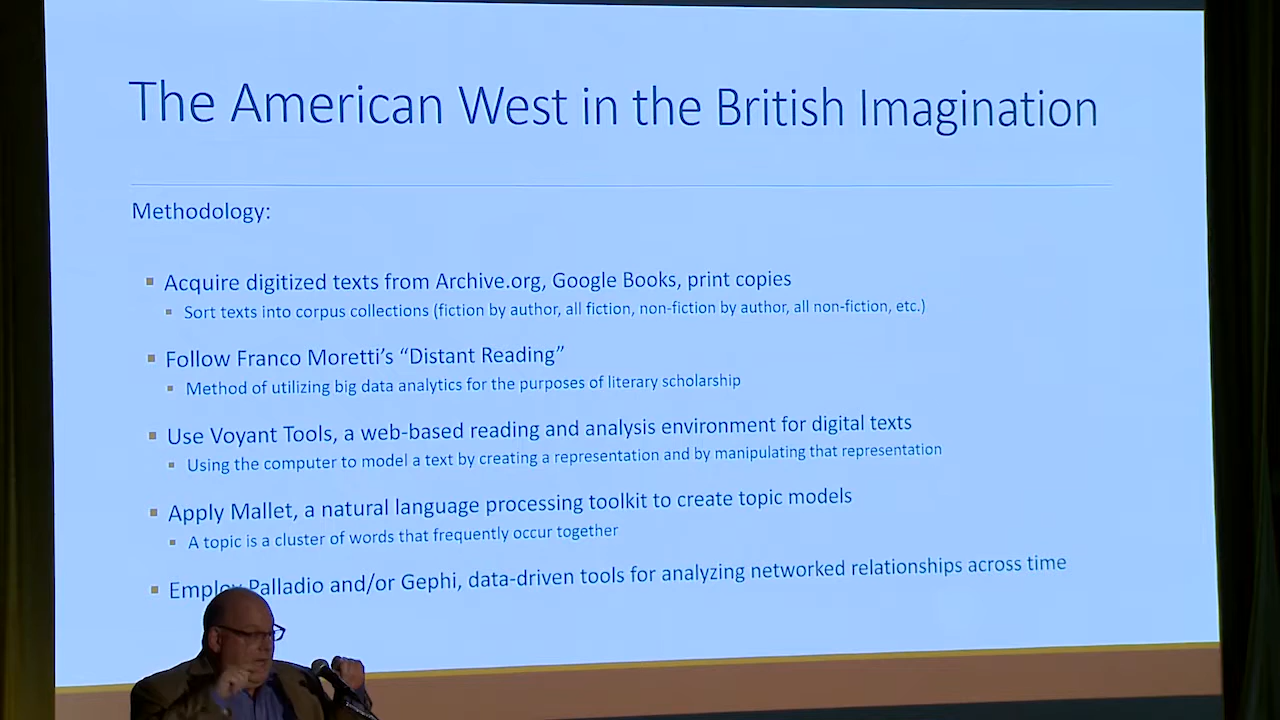 The American West in the British Imagination
Methodology:
Acquire digitized texts from Archive.org, Google Books, print copies
Sort texts into corpus collections (fiction by author, all fiction, non-fiction by author, all non-fiction, etc.)
Follow Franco Moretti's “Distant Reading”
Method of utilizing big data analytics for the purposes of literary scholarship
Use Voyant Tools, a web-based reading and analysis environment for digital texts
Using the computer to model a text by creating a representation and by manipulating that representation
Apply Mallet, a natural language processing toolkit to create topic models
A topic is a cluster of words that frequently occur together
Employ Palladio and/or Gephi, data-driven tools for analyzing networked relationships across time